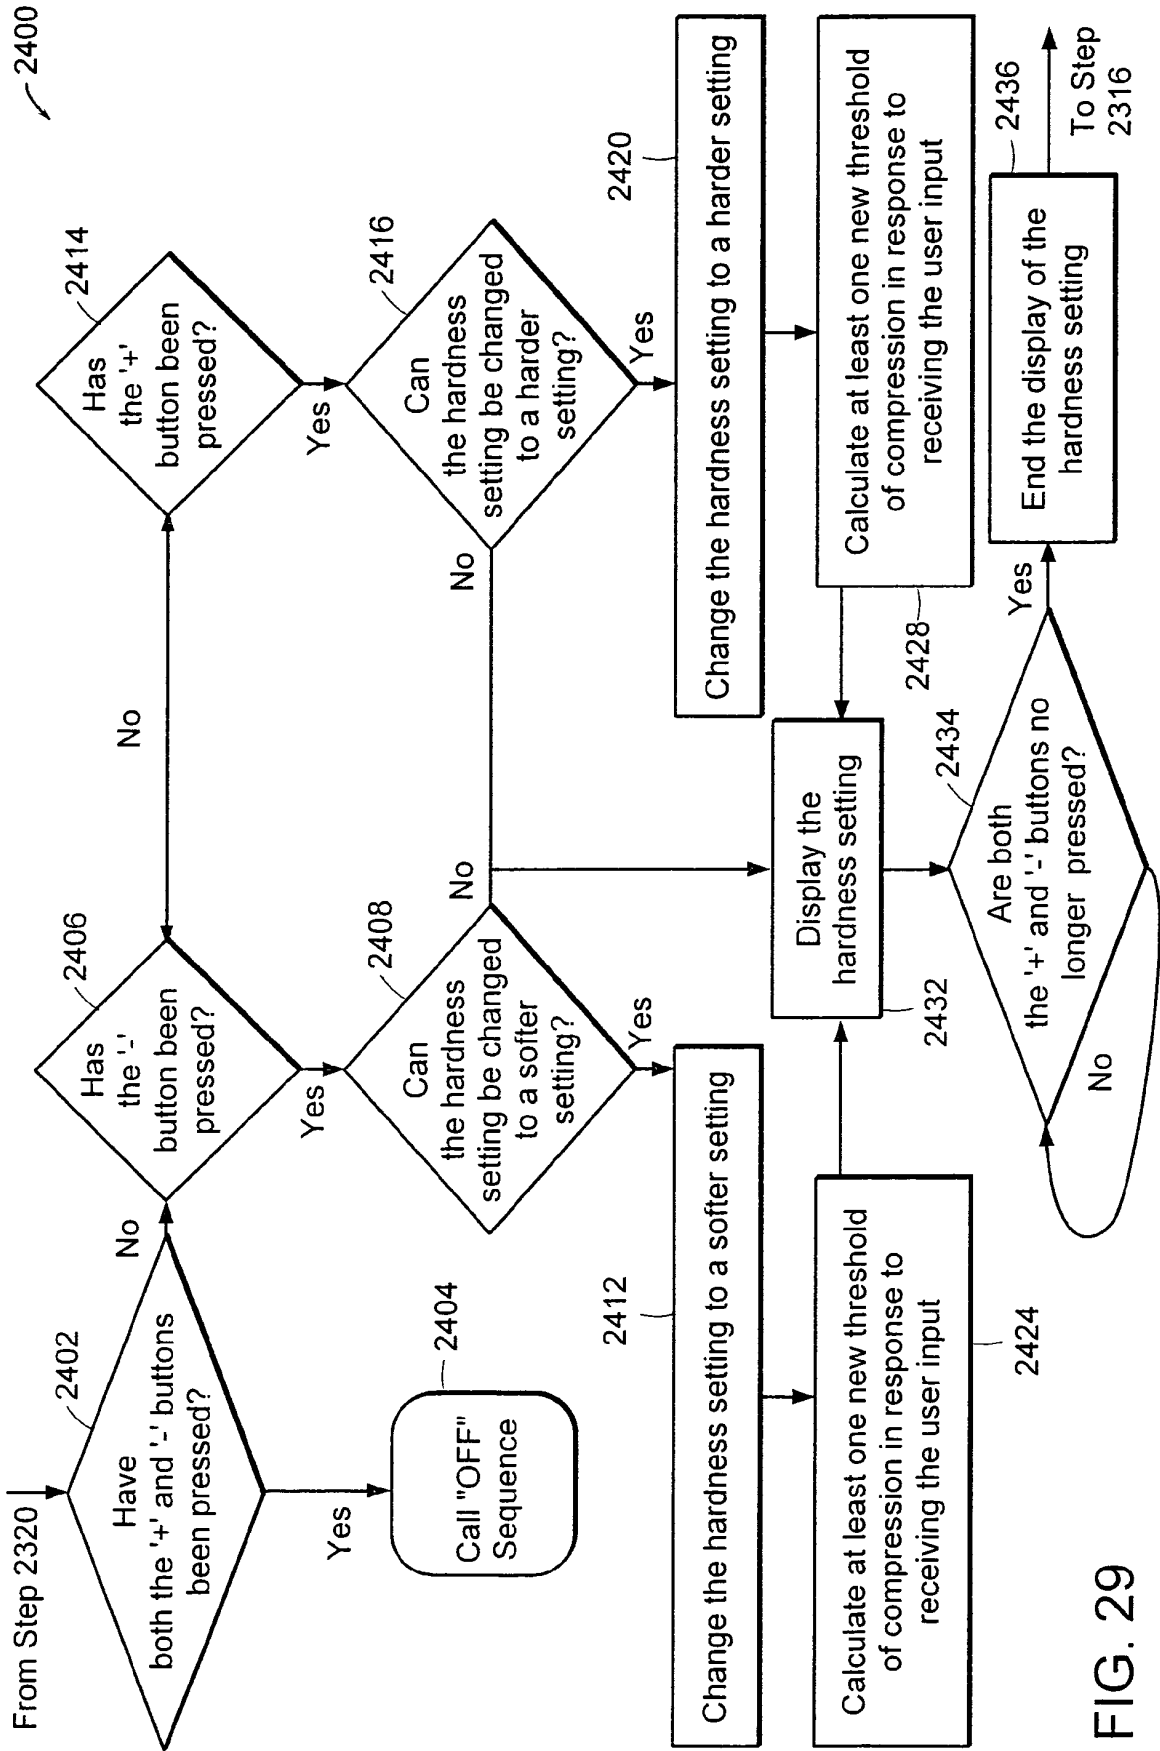 2400
From Step 2320
2402
Have
both the '+' and '-' buttons
been pressed?
No
Yes
2404
Call "OFF"
Sequence
2406
Has
the '-'
button been
pressed?
No
Yes
2414
Has
the '+'
button been
pressed?
Yes
2408
Can
the hardness
setting be changed
to a softer
setting?
No
Yes
2416
Can
the hardness
setting be changed
to a harder
setting?
No
Yes
2412
Change the hardness setting to a softer setting
2420
Change the hardness setting to a harder setting
Calculate at least one new threshold
of compression in response to
receiving the user input
2424
Calculate at least one new threshold
of compression in response to
receiving the user input
2428
Display the
hardness setting
2432
2434
Are both
the '+' and '-' buttons no
longer pressed?
No
Yes
2436
End the display of the
hardness setting
To Step
2316
FIG. 29